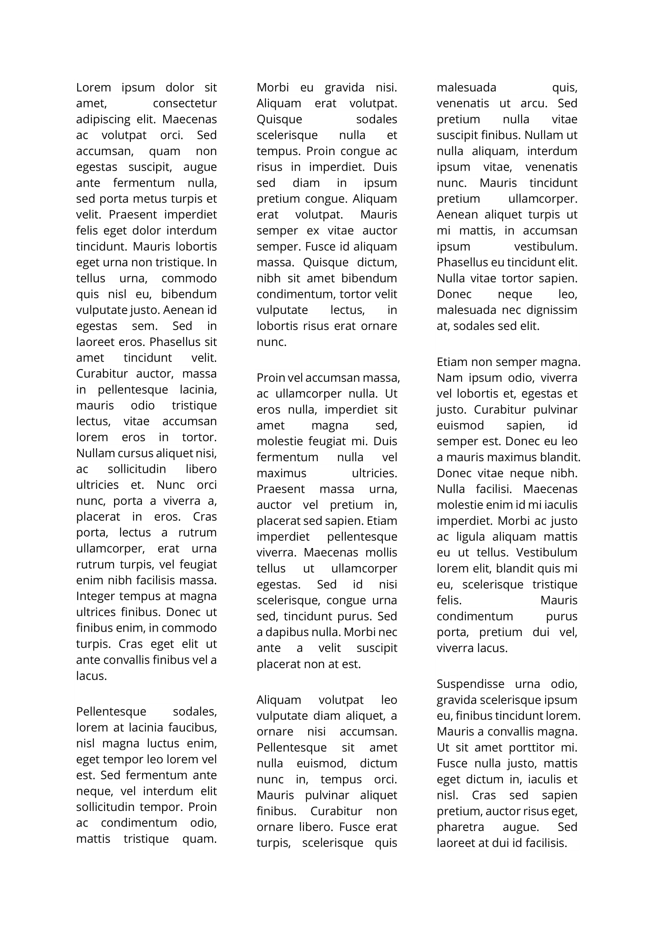 Lorem ipsum dolor sit
amet, consectetur
adipiscing elit. Maecenas
ac volutpat orci. Sed
accumsan, quam non
egestas suscipit, augue
ante fermentum nulla,
sed porta metus turpis et
velit. Praesent imperdiet
felis eget dolor interdum
tincidunt. Mauris lobortis
eget urna non tristique. In
tellus urna, commodo
quis nisl eu, bibendum
vulputate justo. Aenean id
egestas sem. Sed in
laoreet eros. Phasellus sit
amet tincidunt velit.
Curabitur auctor, massa
in pellentesque lacinia,
mauris odio tristique
lectus, vitae accumsan
lorem eros in tortor.
Nullam cursus aliquet nisi,
ac sollicitudin libero
ultricies et. Nunc orci
nunc, porta a viverra a,
placerat in eros. Cras
porta, lectus a rutrum
ullamcorper, erat urna
rutrum turpis, vel feugiat
enim nibh facilisis massa.
Integer tempus at magna
ultrices finibus. Donec ut
finibus enim, in commodo
turpis. Cras eget elit ut
ante convallis finibus vel a
lacus.
Pellentesque sodales,
lorem at lacinia faucibus,
nisl magna luctus enim,
eget tempor leo lorem vel
est. Sed fermentum ante
neque, vel interdum elit
sollicitudin tempor. Proin
ac condimentum odio,
mattis tristique quam.
Morbi eu gravida nisi.
Aliquam erat volutpat.
Quisque sodales
scelerisque nulla et
tempus. Proin congue ac
risus in imperdiet. Duis
sed diam in ipsum
pretium congue. Aliquam
erat volutpat. Mauris
semper ex vitae auctor
semper. Fusce id aliquam
massa. Quisque dictum,
nibh sit amet bibendum
condimentum, tortor velit
vulputate lectus, in
lobortis risus erat ornare
nunc.
Proin vel accumsan massa,
ac ullamcorper nulla. Ut
eros nulla, imperdiet sit
amet magna sed,
molestie feugiat mi. Duis
fermentum nulla vel
maximus ultricies.
Praesent massa urna,
auctor vel pretium in,
placerat sed sapien. Etiam
imperdiet pellentesque
viverra. Maecenas mollis
tellus ut ullamcorper
egestas. Sed id nisi
scelerisque, congue urna
sed, tincidunt purus. Sed
a dapibus nulla. Morbi nec
ante a velit suscipit
placerat non at est.
Aliquam volutpat leo
vulputate diam aliquet, a
ornare nisi accumsan.
Pellentesque sit amet
nulla euismod, dictum
nunc in, tempus orci.
Mauris pulvinar aliquet
finibus. Curabitur non
ornare libero. Fusce erat
turpis, scelerisque quis
malesuada quis,
venenatis ut arcu. Sed
pretium nulla vitae
suscipit finibus. Nullam ut
nulla aliquam, interdum
ipsum vitae, venenatis
nunc. Mauris tincidunt
pretium ullamcorper.
Aenean aliquet turpis ut
mi mattis, in accumsan
ipsum vestibulum.
Phasellus eu tincidunt elit.
Nulla vitae tortor sapien.
Donec neque leo,
malesuada nec dignissim
at, sodales sed elit.
Etiam non semper magna.
Nam ipsum odio, viverra
vel lobortis et, egestas et
justo. Curabitur pulvinar
euismod sapien, id
semper est. Donec eu leo
a mauris maximus blandit.
Donec vitae neque nibh.
Nulla facilisi. Maecenas
molestie enim id mi iaculis
imperdiet. Morbi ac justo
ac ligula aliquam mattis
eu ut tellus. Vestibulum
lorem elit, blandit quis mi
eu, scelerisque tristique
felis. Mauris
condimentum purus
porta, pretium dui vel,
viverra lacus.
Suspendisse urna odio,
gravida scelerisque ipsum
eu, finibus tincidunt lorem.
Mauris a convallis magna.
Ut sit amet porttitor mi.
Fusce nulla justo, mattis
eget dictum in, iaculis et
nisl. Cras sed sapien
pretium, auctor risus eget,
pharetra augue. Sed
laoreet at dui id facilisis.